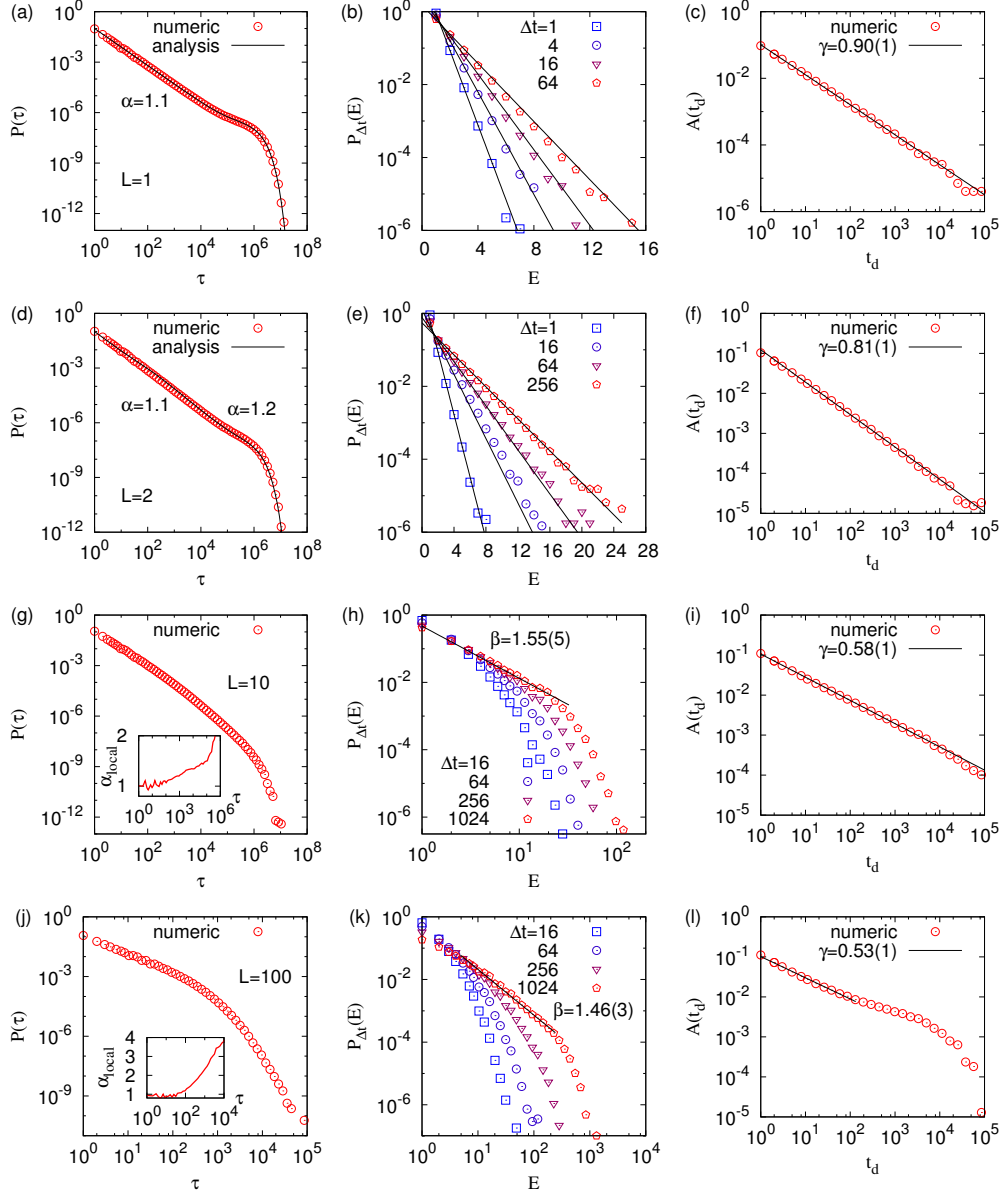 (a)
10^0
10^-3
10^-6
10^-9
10^-12
P(τ)
numeric
analysis
α=1.1
L=1
10^0 10^2 10^4 10^6 10^8
τ
(b)
10^0
10^-2
10^-4
10^-6
P_Δt(E)
Δt=1
4
16
64
0 4 8 12 16
E
(c)
10^0
10^-2
10^-4
10^-6
A(t_d)
numeric
γ=0.90(1)
10^0 10^1 10^2 10^3 10^4 10^5
t_d
(d)
10^0
10^-3
10^-6
10^-9
10^-12
P(τ)
numeric
analysis
α=1.1 α=1.2
L=2
10^0 10^2 10^4 10^6 10^8
τ
(e)
10^0
10^-2
10^-4
10^-6
P_Δt(E)
Δt=1
16
64
256
0 4 8 12 16 20 24 28
E
(f)
10^0
10^-1
10^-2
10^-3
10^-4
10^-5
A(t_d)
numeric
γ=0.81(1)
10^0 10^1 10^2 10^3 10^4 10^5
t_d
(g)
10^0
10^-3
10^-6
10^-9
10^-12
P(τ)
numeric
L=10
2
1
α_local
10^0 10^3 10^6
τ
10^0 10^2 10^4 10^6 10^8
τ
(h)
10^0
10^-2
10^-4
10^-6
P_Δt(E)
β=1.55(5)
Δt=16
64
256
1024
10^0 10^1 10^2
E
(i)
10^0
10^-1
10^-2
10^-3
10^-4
10^-5
A(t_d)
numeric
γ=0.58(1)
10^0 10^1 10^2 10^3 10^4 10^5
t_d
(j)
10^0
10^-3
10^-6
10^-9
P(τ)
numeric
L=100
4
3
2
1
α_local
10^0 10^2 10^4
τ
10^0 10^1 10^2 10^3 10^4 10^5
τ
(k)
10^0
10^-2
10^-4
10^-6
P_Δt(E)
Δt=16
64
256
1024
β=1.46(3)
10^0 10^1 10^2 10^3
E
(l)
10^0
10^-1
10^-2
10^-3
10^-4
10^-5
A(t_d)
numeric
γ=0.53(1)
10^0 10^1 10^2 10^3 10^4 10^5
t_d